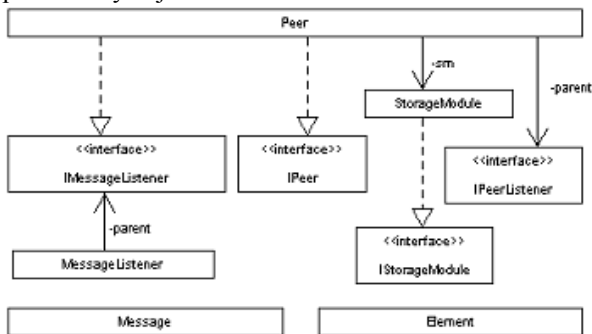 Peer
-sm
StorageModule
-parent
<<interface>>
IMessageListener
<<interface>>
IPeer
<<interface>>
IPeerListener
-parent
MessageListener
<<interface>>
IStorageModule
Message
Element